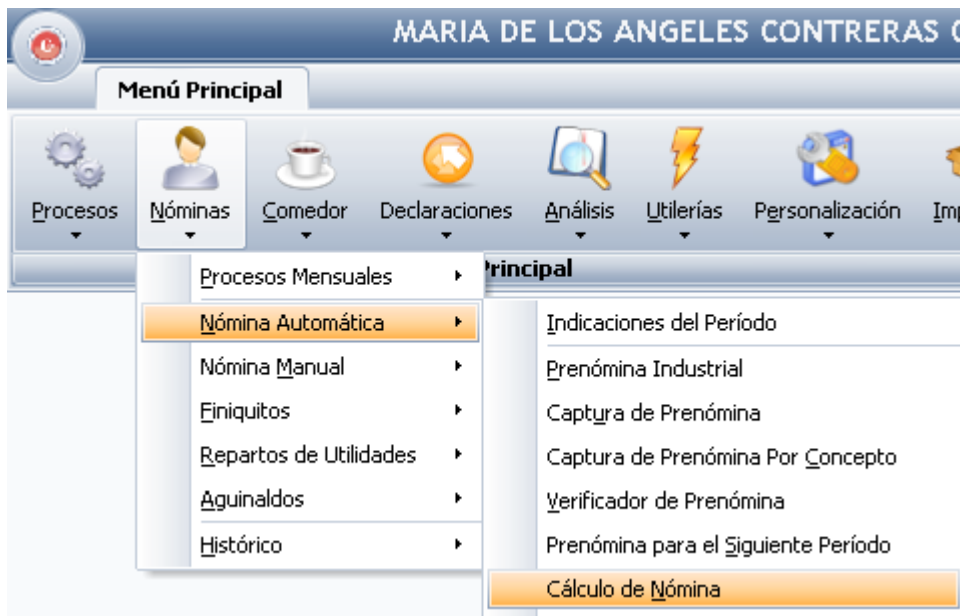 MARIA DE LOS ANGELES CONTRERAS
Menú Principal
Procesos
Nóminas
Comedor
Declaraciones
Análisis
Utilerías
Personalización
Principal
Procesos Mensuales
Nómina Automática
Nómina Manual
Finiquitos
Repartos de Utilidades
Aguinaldos
Histórico
Indicaciones del Período
Prenómina Industrial
Captura de Prenómina
Captura de Prenómina Por Concepto
Verificador de Prenómina
Prenómina para el Siguiente Período
Cálculo de Nómina